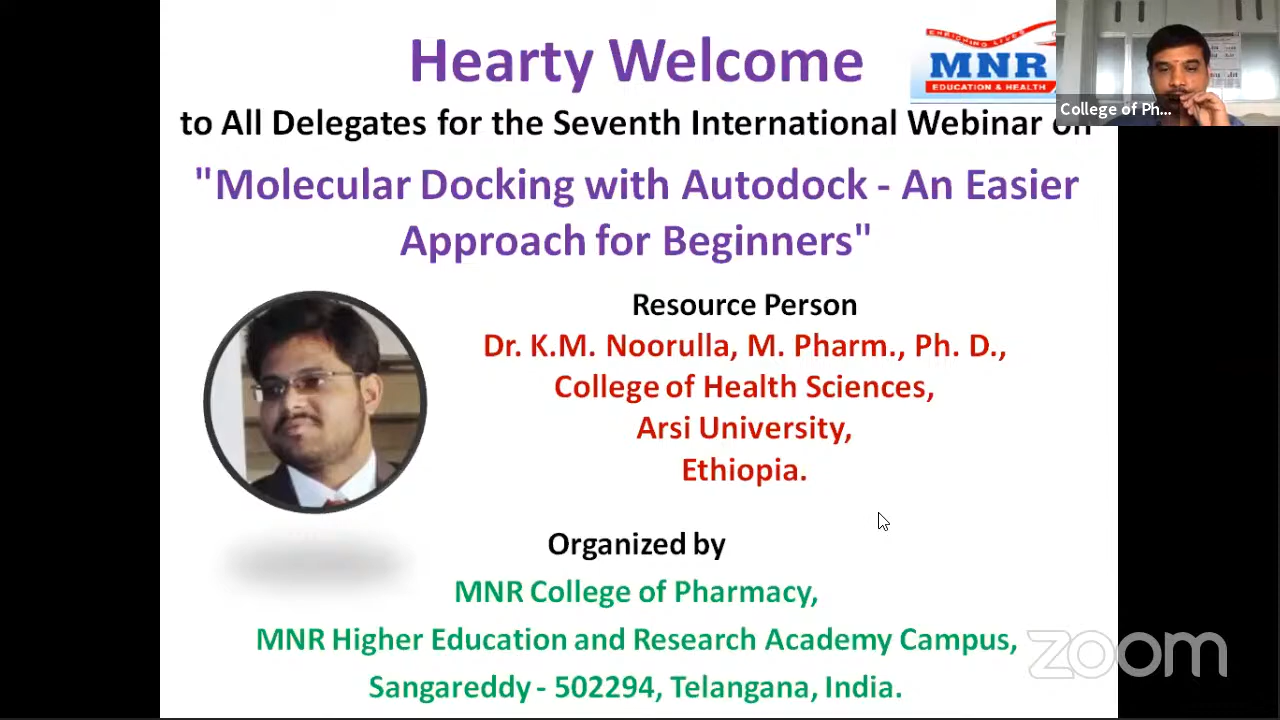 Hearty Welcome
ENRICHING LIVES
MNR
EDUCATION & HEALTH
College of Ph...
to All Delegates for the Seventh International Webinar on
"Molecular Docking with Autodock - An Easier
Approach for Beginners"
Resource Person
Dr. K.M. Noorulla, M. Pharm., Ph. D.,
College of Health Sciences,
Arsi University,
Ethiopia.
Organized by
MNR College of Pharmacy,
MNR Higher Education and Research Academy Campus,
Sangareddy - 502294, Telangana, India.
zoom